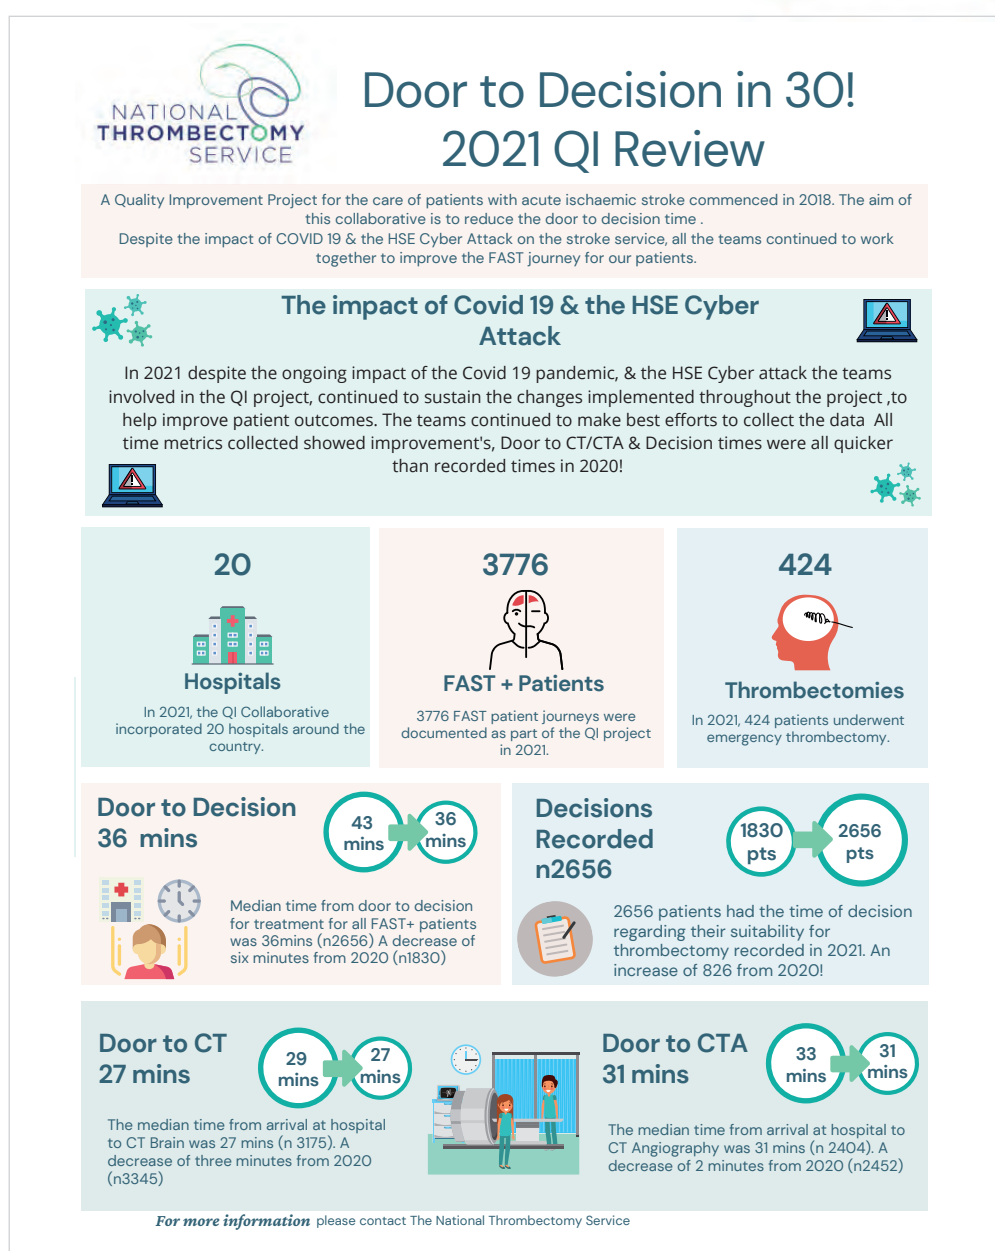 NATIONAL
THROMBECTOMY
SERVICE
Door to Decision in 30!
2021 QI Review
A Quality Improvement Project for the care of patients with acute ischaemic stroke commenced in 2018. The aim of
this collaborative is to reduce the door to decision time .
Despite the impact of COVID 19 & the HSE Cyber Attack on the stroke service, all the teams continued to work
together to improve the FAST journey for our patients.
The impact of Covid 19 & the HSE Cyber
Attack
In 2021 despite the ongoing impact of the Covid 19 pandemic, & the HSE Cyber attack the teams
involved in the QI project, continued to sustain the changes implemented throughout the project ,to
help improve patient outcomes. The teams continued to make best efforts to collect the data  All
time metrics collected showed improvement's, Door to CT/CTA & Decision times were all quicker
than recorded times in 2020!
20
Hospitals
In 2021, the QI Collaborative
incorporated 20 hospitals around the
country.
3776
FAST + Patients
3776 FAST patient journeys were
documented as part of the QI project
in 2021.
424
Thrombectomies
In 2021, 424 patients underwent
emergency thrombectomy.
Door to Decision
36  mins
43
mins
36
mins
Median time from door to decision
for treatment for all FAST+ patients
was 36mins (n2656) A decrease of
six minutes from 2020 (n1830)
Decisions
Recorded
n2656
1830
pts
2656
pts
2656 patients had the time of decision
regarding their suitability for
thrombectomy recorded in 2021. An
increase of 826 from 2020!
Door to CT
27 mins
29
mins
27
mins
The median time from arrival at hospital
to CT Brain was 27 mins (n 3175). A
decrease of three minutes from 2020
(n3345)
Door to CTA
31 mins
33
mins
31
mins
The median time from arrival at hospital to
CT Angiography was 31 mins (n 2404). A
decrease of 2 minutes from 2020 (n2452)
For more information please contact The National Thrombectomy Service